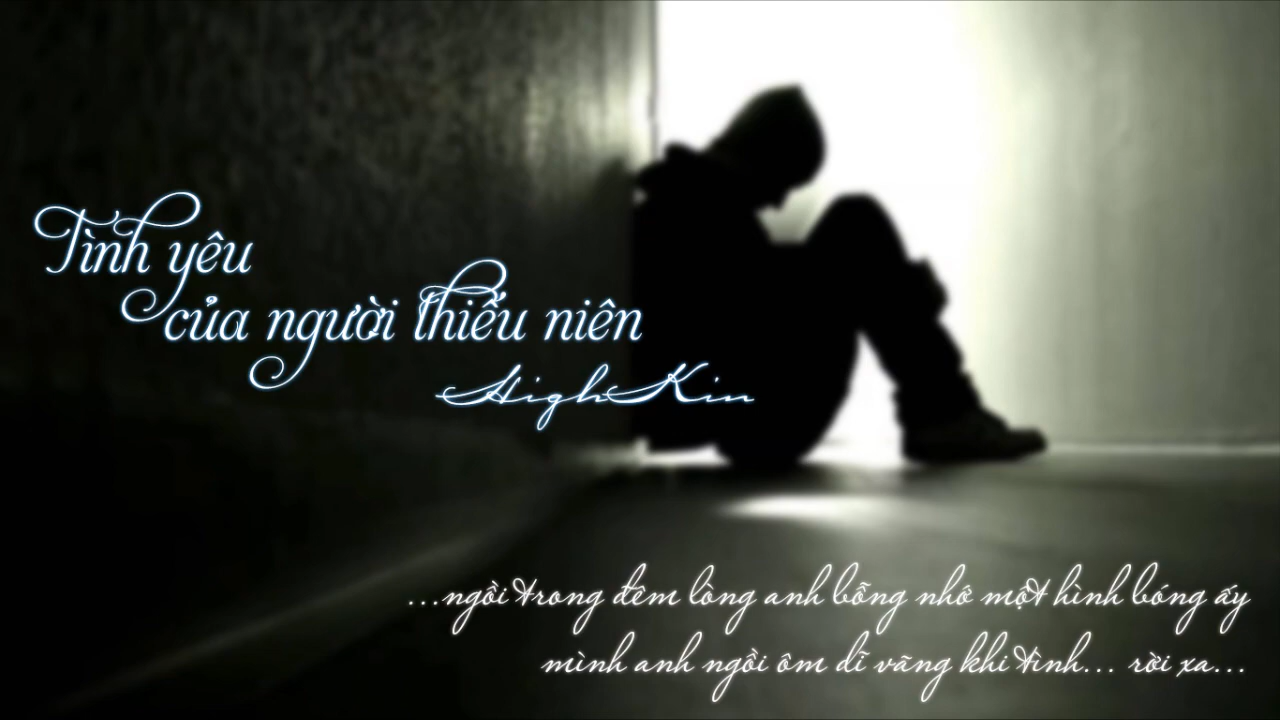 Tình yêu
của người thiếu niên
HighKin
...ngồi trong đêm lòng anh bỗng nhớ một hình bóng ấy
mình anh ngồi ôm dĩ vãng khi tình... rời xa...